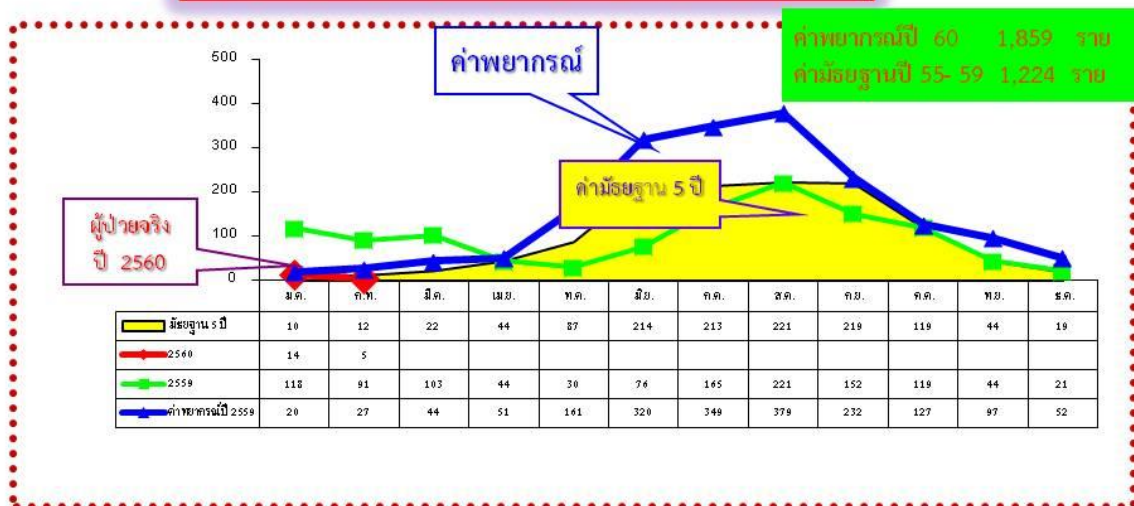 ค่าพยากรณ์ปี 60 1,859 ราย
ค่ามัธยฐานปี 55- 59 1,224 ราย
ค่าพยากรณ์
ค่ามัธยฐาน 5 ปี
ผู้ป่วยจริง
ปี 2560
500
400
300
200
100
0
ม.ค. ก.พ. มี.ค. เม.ย. พ.ค. มิ.ย. ก.ค. ส.ค. ก.ย. ต.ค. พ.ย. ธ.ค.
มัธยฐาน 5 ปี 10 12 22 44 87 214 213 221 219 119 44 19
2560 14 5
2559 118 91 103 44 30 76 165 221 152 119 44 21
ค่าพยากรณ์ปี 2559 20 27 44 51 161 320 349 379 232 127 97 52